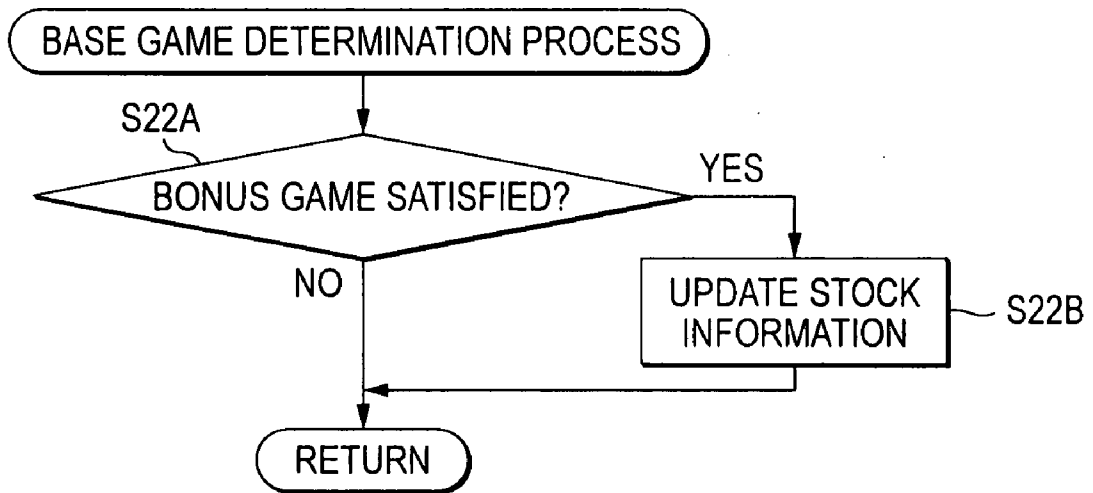 BASE GAME DETERMINATION PROCESS
S22A
BONUS GAME SATISFIED?
YES
NO
UPDATE STOCK
INFORMATION
S22B
RETURN